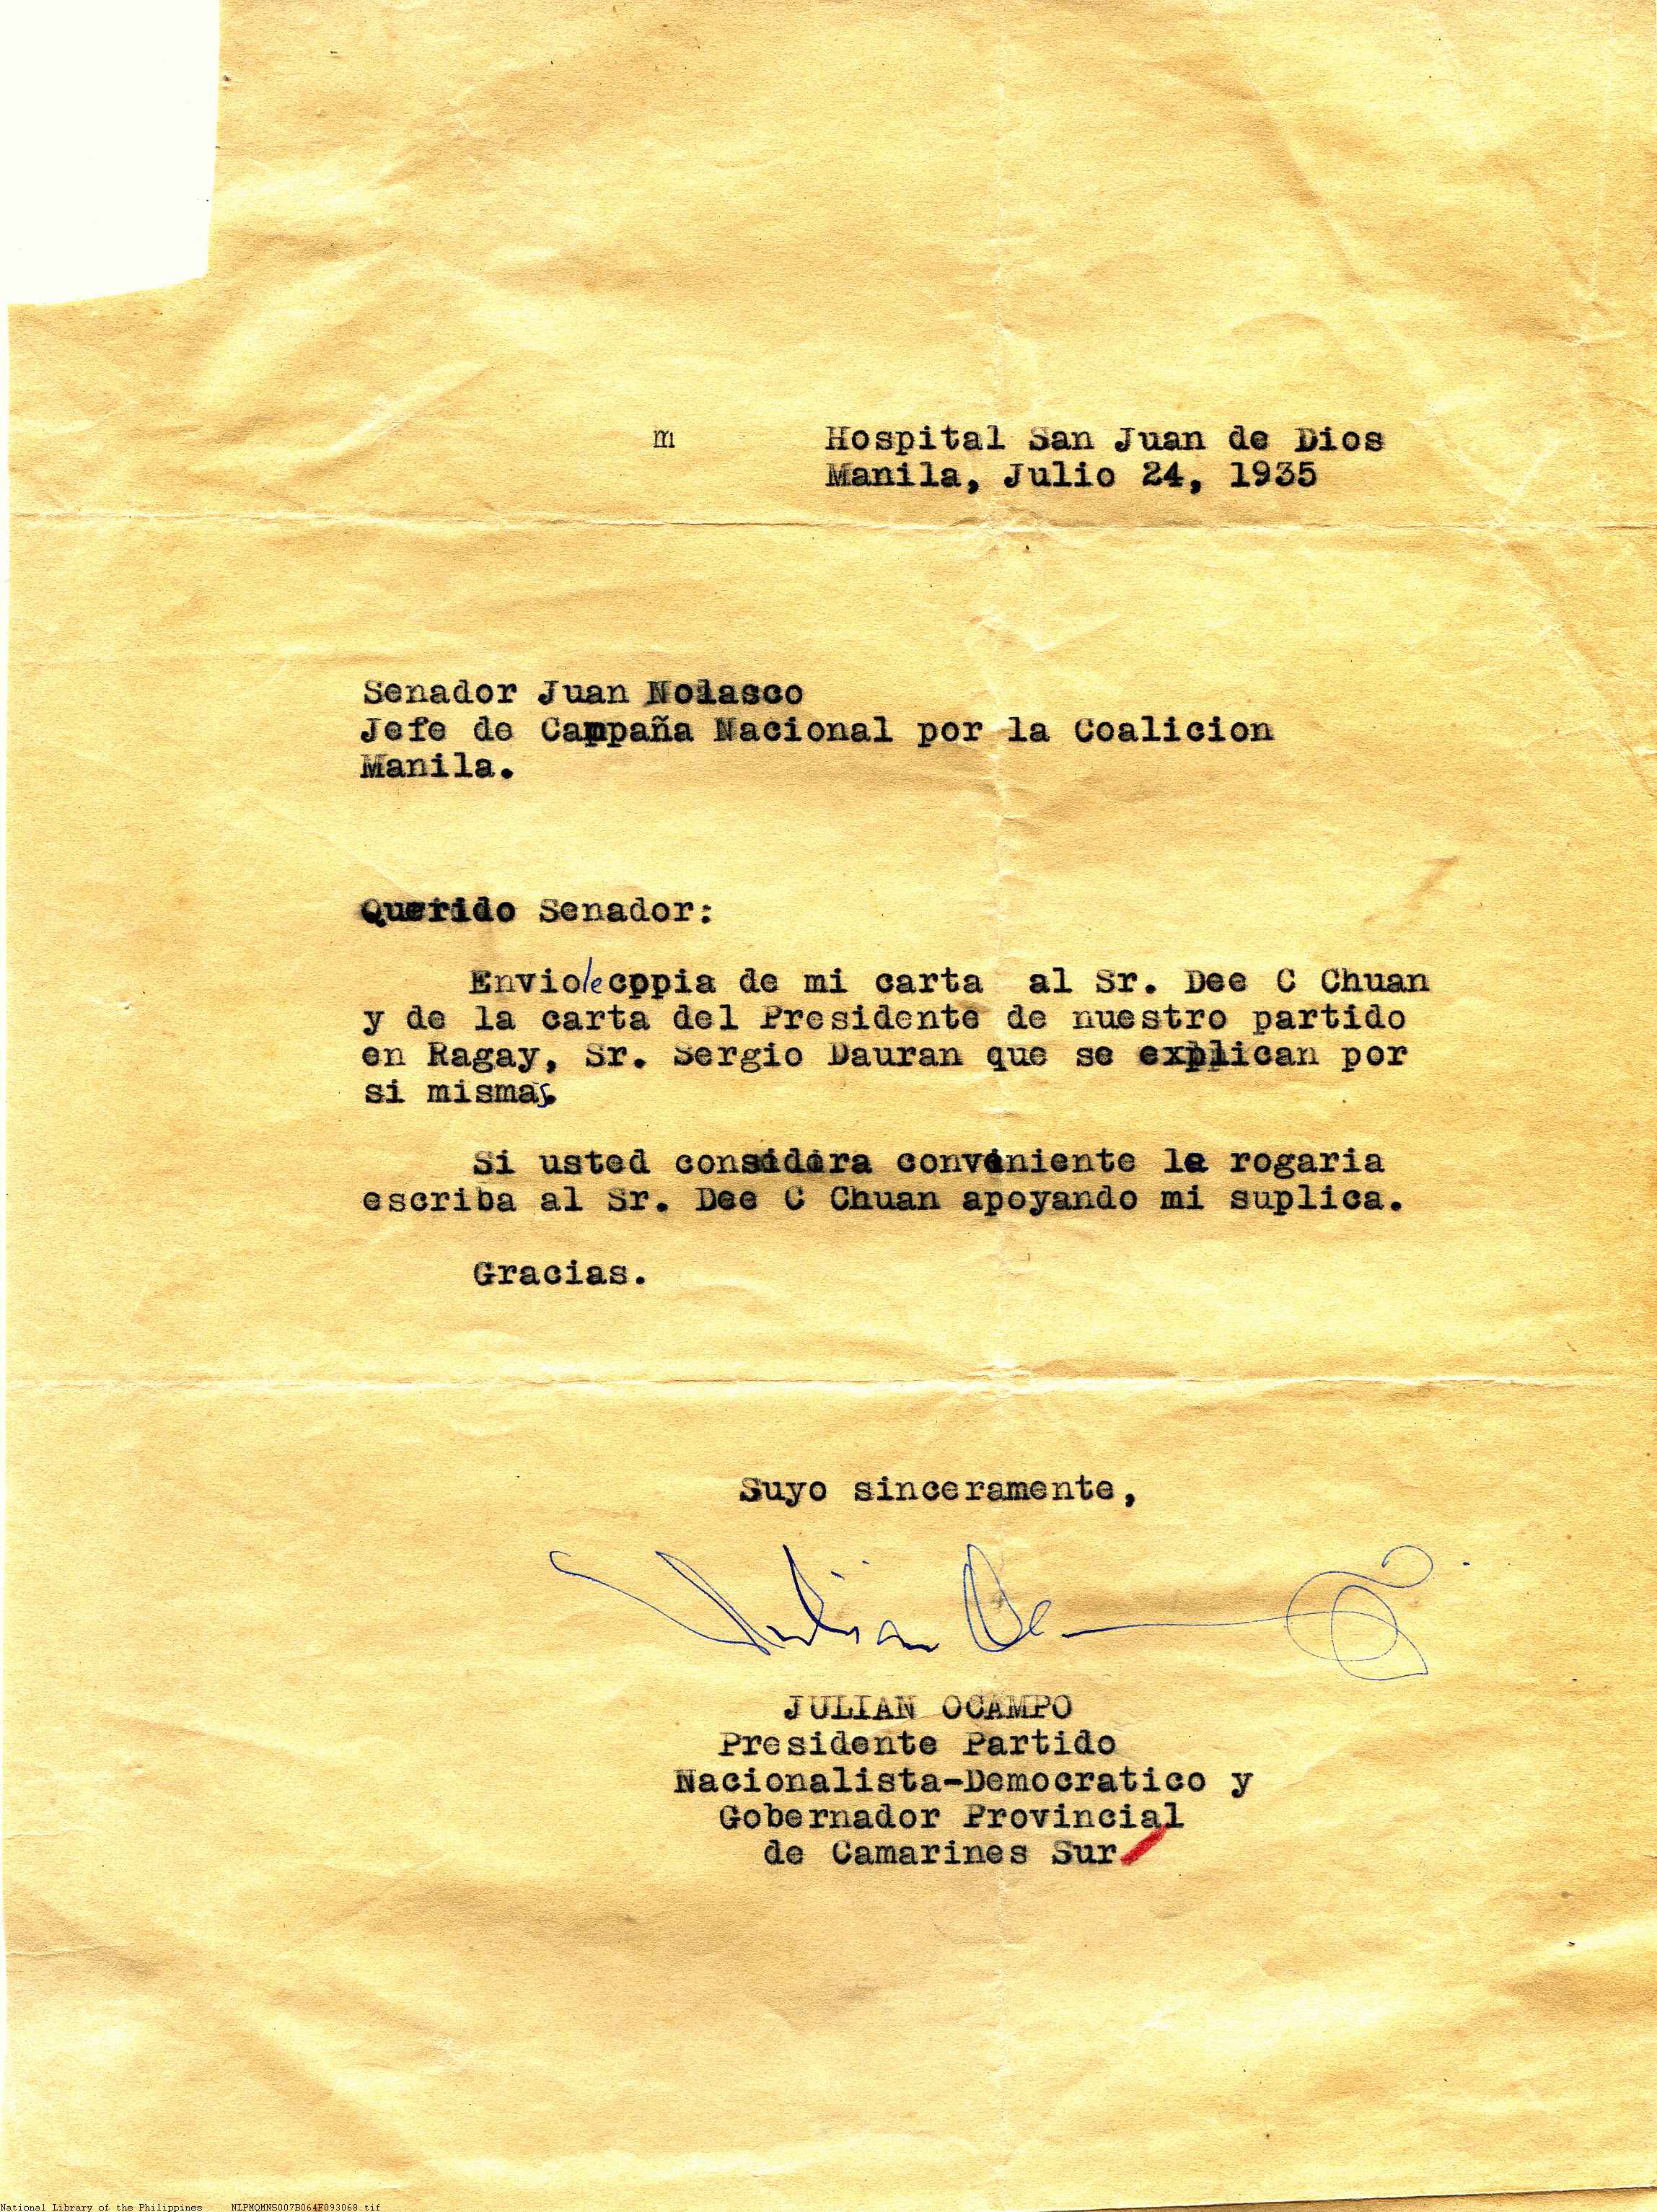 m Hospital San Juan de Dios
Manila, Julio 24, 1935
Senador Juan Nolasco
Jefe de Campaña Nacional por la Coalicion
Manila.
Querido Senador:
Enviole copia de mi carta al Sr. Dee C Chuan
y de la carta del Presidente de nuestro partido
en Ragay, Sr. Sergio Dauran que se explican por
si mismas.
Si usted considera conveniente le rogaria
escriba al Sr. Dee C Chuan apoyando mi suplica.
Gracias.
Suyo sinceramente,
JULIAN OCAMPO
Presidente Partido
Nacionalista-Democratico y
Gobernador Provincial
de Camarines Sur
National Library of the Philippines NLPMQMNS007B064F093068.tif